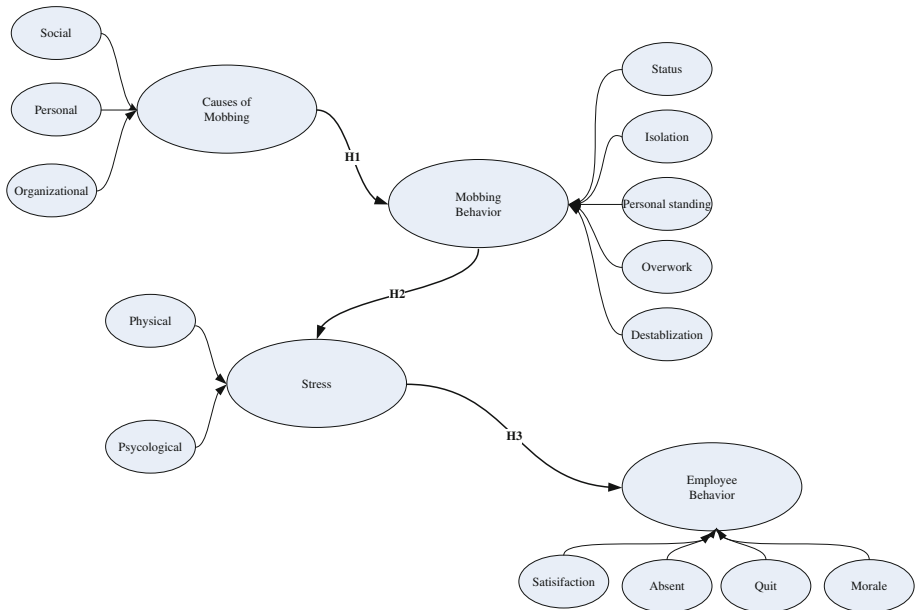 Social
Personal
Organizational
Causes of
Mobbing
H1
Mobbing
Behavior
Status
Isolation
Personal standing
Overwork
Destablization
H2
Physical
Psycological
Stress
H3
Employee
Behavior
Satisifaction
Absent
Quit
Morale